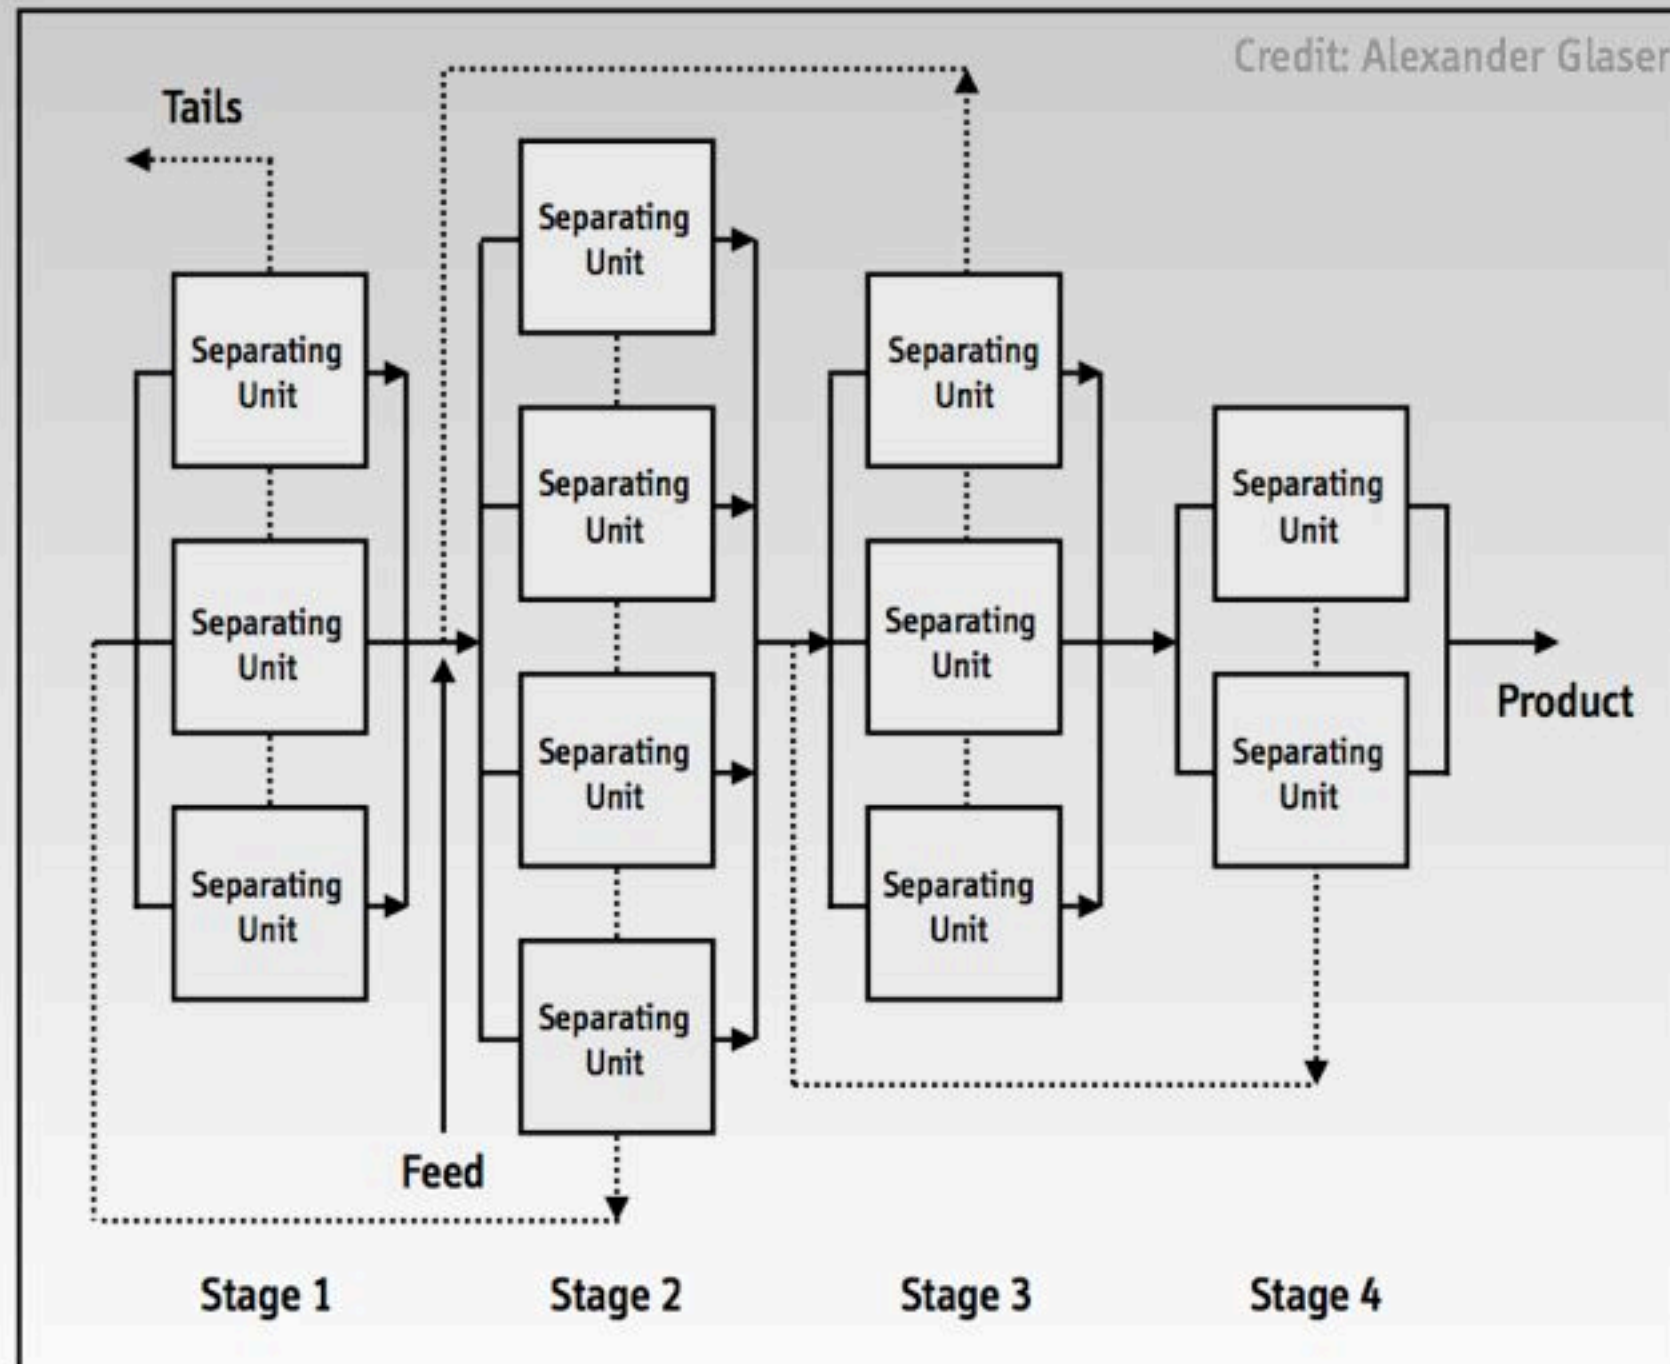 Credit: Alexander Glaser
Tails
Separating
Unit
Separating
Unit
Separating
Unit
Separating
Unit
Separating
Unit
Separating
Unit
Separating
Unit
Separating
Unit
Separating
Unit
Separating
Unit
Separating
Unit
Separating
Unit
Product
Feed
Stage 1
Stage 2
Stage 3
Stage 4